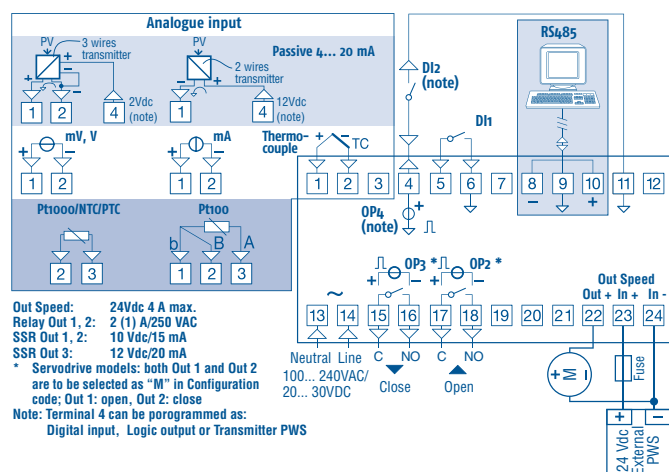 Analogue input
PV
3 wires
transmitter
+
+
−
−
1 2 4
2Vdc
(note)
PV
Passive 4... 20 mA
2 wires
transmitter
+
−
1 2 4
12Vdc
(note)
mV, V
+ −
1 2
mA
+ −
1 2
Thermo-
couple
+ − TC
Pt1000/NTC/PTC
2 3
Pt100
b B A
1 2 3
DI2
(note)
DI1
RS485
1 2 3 4 5 6 7 8 9 10 11 12
− +
OP4
(note)
+
OP3 *
+
OP2 *
+
Out Speed
Out + In + In -
~
13 14 15 16 17 18 19 20 21 22 23 24
Neutral Line
100... 240VAC/
20... 30VDC
C NO
Close
C NO
Open
+ M −
Fuse
+ −
24 Vdc
External
PWS
Out Speed: 24Vdc 4 A max.
Relay Out 1, 2: 2 (1) A/250 VAC
SSR Out 1, 2: 10 Vdc/15 mA
SSR Out 3: 12 Vdc/20 mA
* Servodrive models: both Out 1 and Out 2
are to be selected as “M” in Configuration
code; Out 1: open, Out 2: close
Note: Terminal 4 can be porogrammed as:
Digital input, Logic output or Transmitter PWS